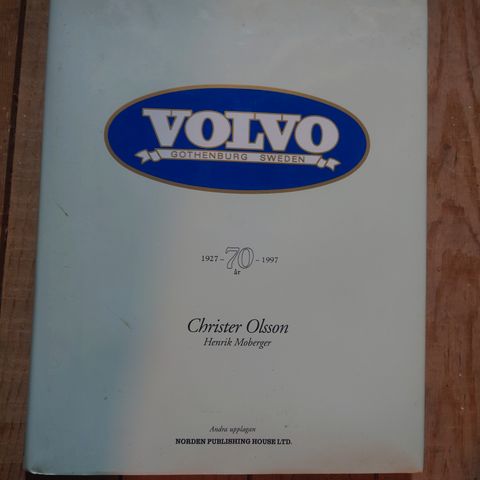 VOLVO
GOTHENBURG SWEDEN
1927 – 70 – 1997
år
Christer Olsson
Henrik Moberger
Andra upplagan
NORDEN PUBLISHING HOUSE LTD.